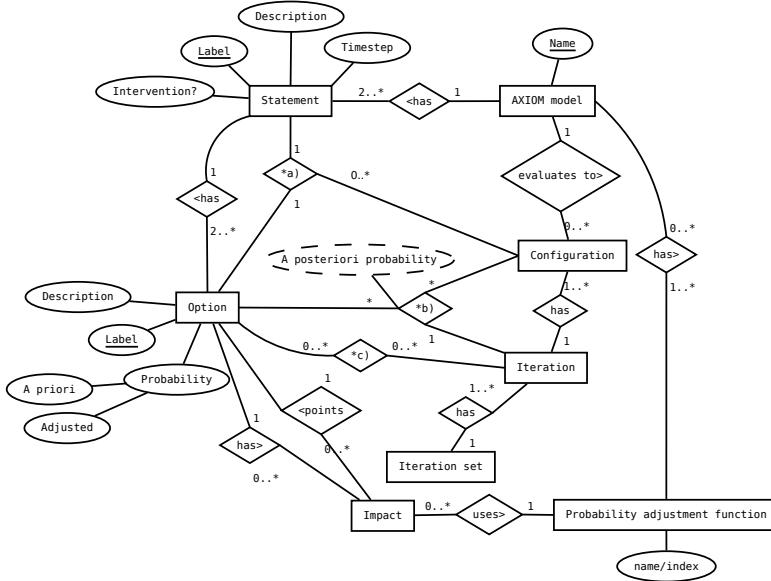 Description
Label
Timestep
Name
Intervention?
Statement
2..*
<has
1
AXIOM model
1
1
1
*a)
0..*
evaluates to>
<has
1
2..*
0..*
0..*
A posteriori probability
Configuration
has>
Description
*
1..*
1..*
Option
*
*b)
has
Label
1
1
0..*
*c)
0..*
Iteration
A priori
Probability
1
1..*
<points
has
Adjusted
1
has>
0..*
1
0..*
Iteration set
Impact
0..*
uses>
1
Probability adjustment function
name/index